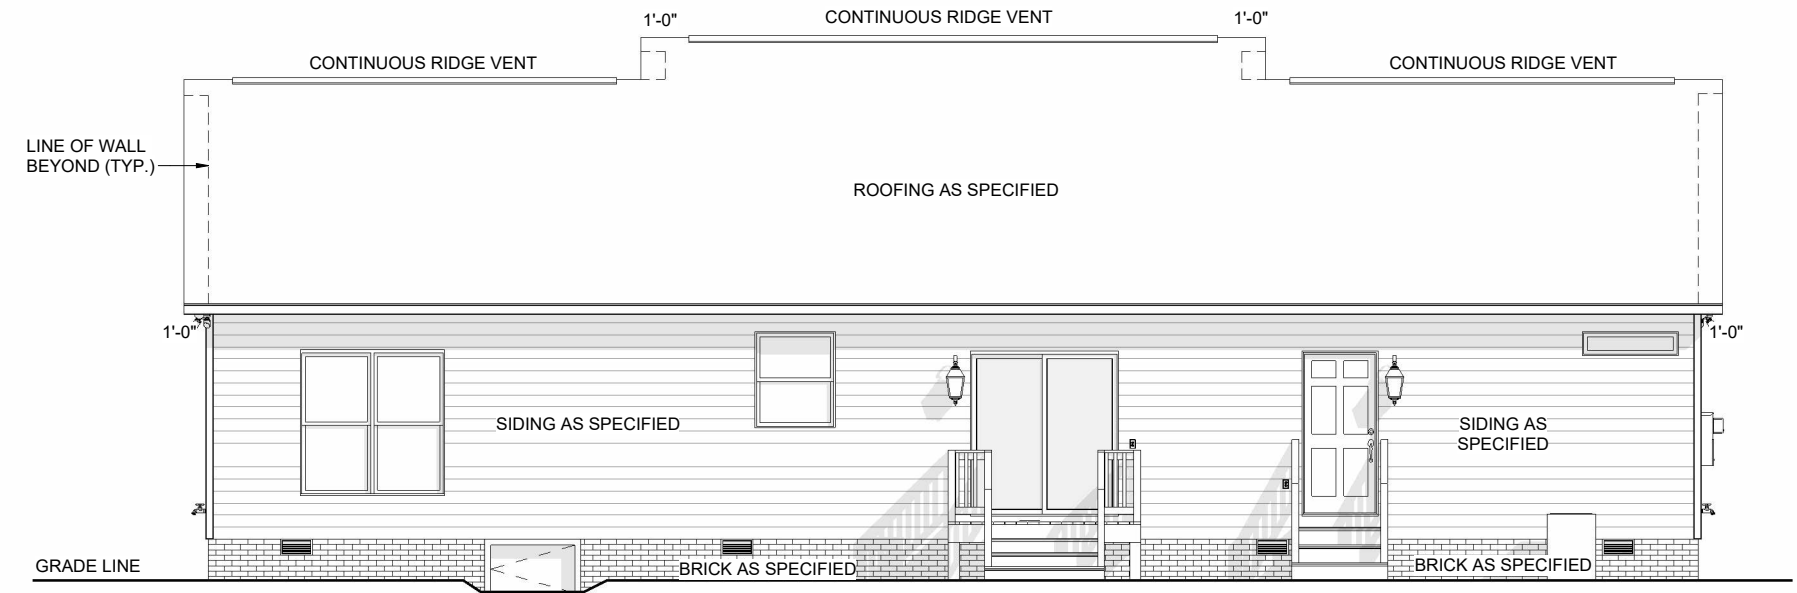 1'-0"
CONTINUOUS RIDGE VENT
1'-0"
CONTINUOUS RIDGE VENT
CONTINUOUS RIDGE VENT
LINE OF WALL
BEYOND (TYP.)
ROOFING AS SPECIFIED
1'-0"
1'-0"
SIDING AS SPECIFIED
SIDING AS
SPECIFIED
GRADE LINE
BRICK AS SPECIFIED
BRICK AS SPECIFIED